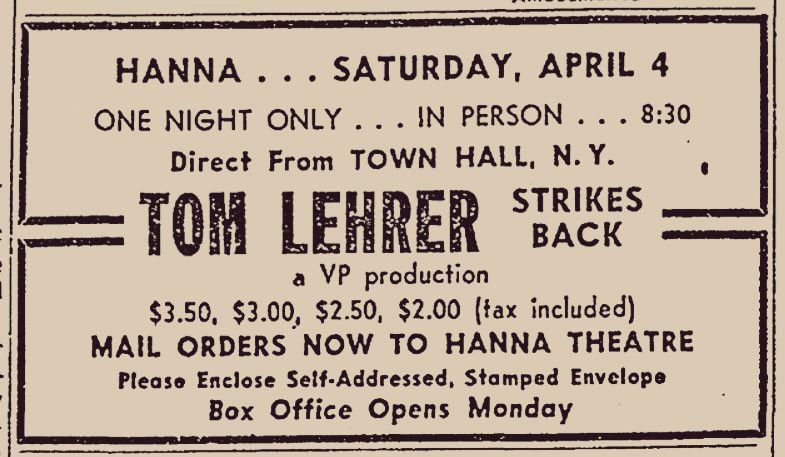 HANNA . . . SATURDAY, APRIL 4
ONE NIGHT ONLY . . . IN PERSON . . . 8:30
Direct From TOWN HALL, N. Y.
TOM LEHRER STRIKES BACK
a VP production
$3.50, $3.00, $2.50, $2.00 (tax included)
MAIL ORDERS NOW TO HANNA THEATRE
Please Enclose Self-Addressed, Stamped Envelope
Box Office Opens Monday